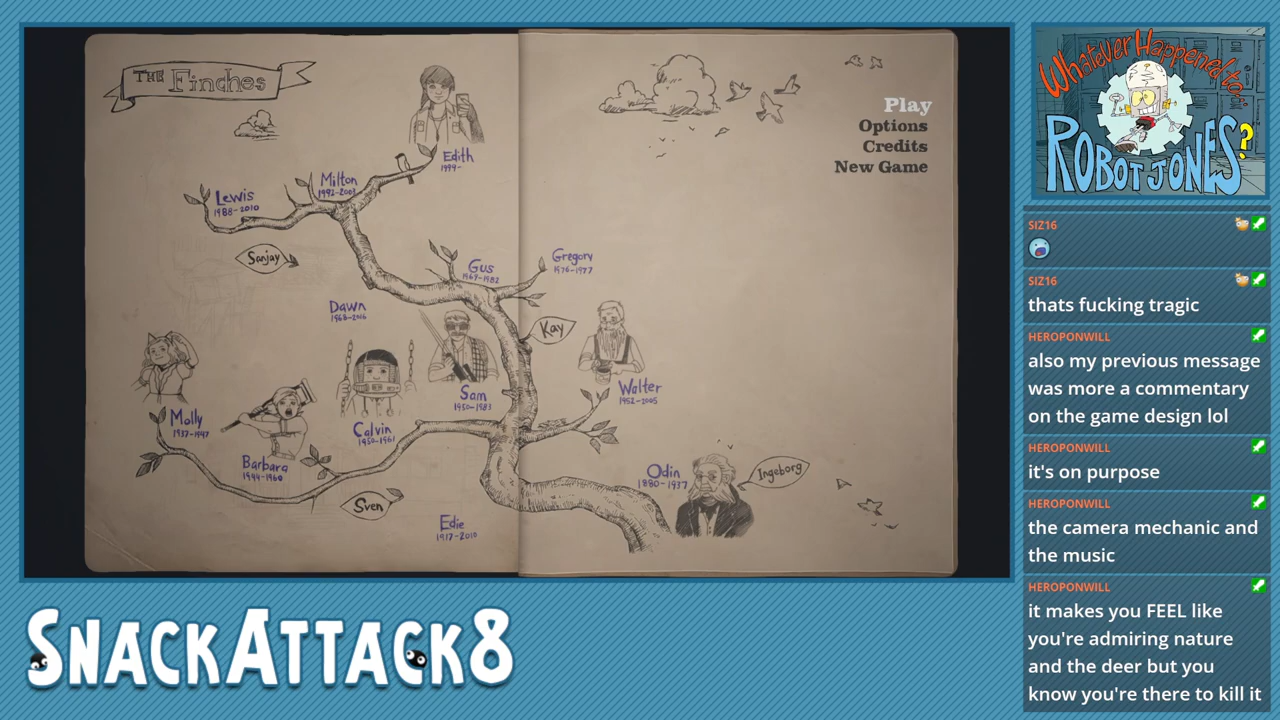 THE Finches
Play
Options
Credits
New Game
Edith
1999-
Milton
1992-2003
Lewis
1988-2010
Sanjay
Gus
1969-1982
Gregory
1976-1977
Dawn
1968-2016
Kay
Sam
1950-1983
Walter
1952-2005
Calvin
1950-1961
Molly
1937-1947
Barbara
1944-1960
Odin
1880-1937
Ingeborg
Sven
Edie
1917-2010
SNACKATTACK8
Whatever Happened to...
ROBOT JONES?
SIZ16
SIZ16
thats fucking tragic
HEROPONWILL
also my previous message
was more a commentary
on the game design lol
HEROPONWILL
it's on purpose
HEROPONWILL
the camera mechanic and
the music
HEROPONWILL
it makes you FEEL like
you're admiring nature
and the deer but you
know you're there to kill it